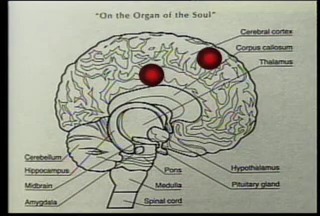 "On the Organ of the Soul"
Cerebral cortex
Corpus callosum
Thalamus
Cerebellum
Hippocampus
Midbrain
Amygdala
Pons
Medulla
Spinal cord
Hypothalamus
Pituitary gland